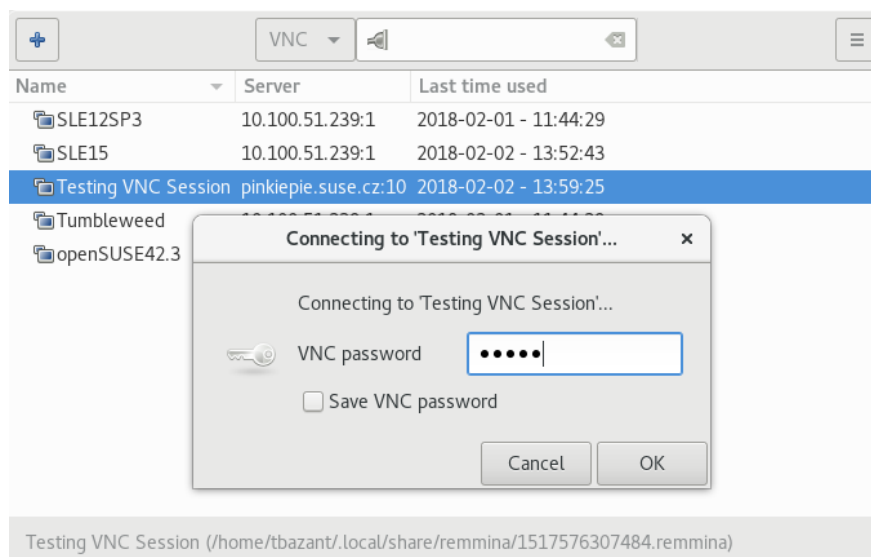 VNC
Name Server Last time used
SLE12SP3 10.100.51.239:1 2018-02-01 - 11:44:29
SLE15 10.100.51.239:1 2018-02-02 - 13:52:43
Testing VNC Session pinkiepie.suse.cz:10 2018-02-02 - 13:59:25
Tumbleweed
openSUSE42.3
Connecting to 'Testing VNC Session'...
Connecting to 'Testing VNC Session'...
VNC password •••••
Save VNC password
Cancel OK
Testing VNC Session (/home/tbazant/.local/share/remmina/1517576307484.remmina)